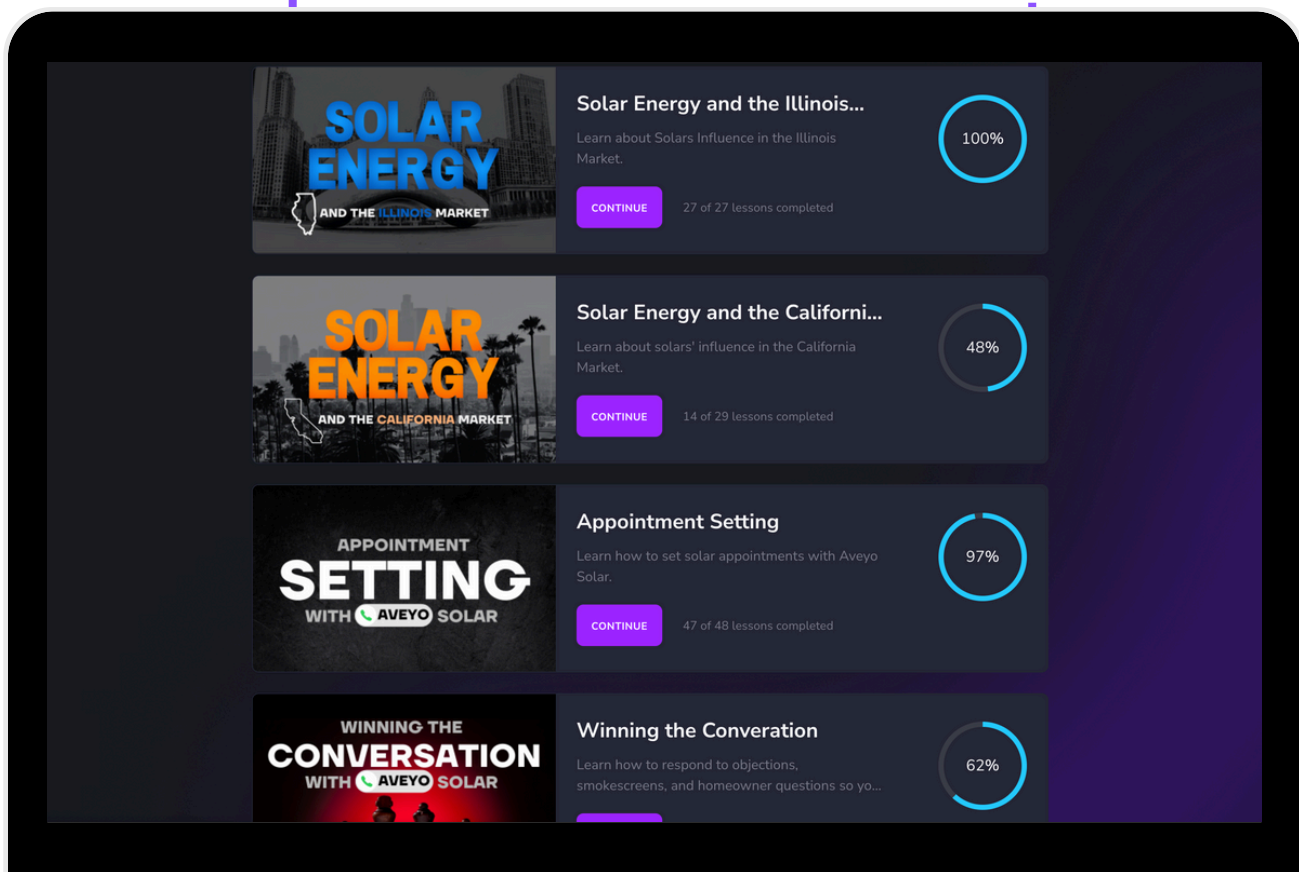 SOLAR
ENERGY
AND THE ILLINOIS MARKET
Solar Energy and the Illinois...
Learn about Solars Influence in the Illinois
Market.
CONTINUE
27 of 27 lessons completed
100%
SOLAR
ENERGY
AND THE CALIFORNIA MARKET
Solar Energy and the Californi...
Learn about solars' influence in the California
Market.
CONTINUE
14 of 29 lessons completed
48%
APPOINTMENT
SETTING
WITH AVEYO SOLAR
Appointment Setting
Learn how to set solar appointments with Aveyo
Solar.
CONTINUE
47 of 48 lessons completed
97%
WINNING THE
CONVERSATION
WITH AVEYO SOLAR
Winning the Converation
Learn how to respond to objections,
smokescreens, and homeowner questions so yo...
62%